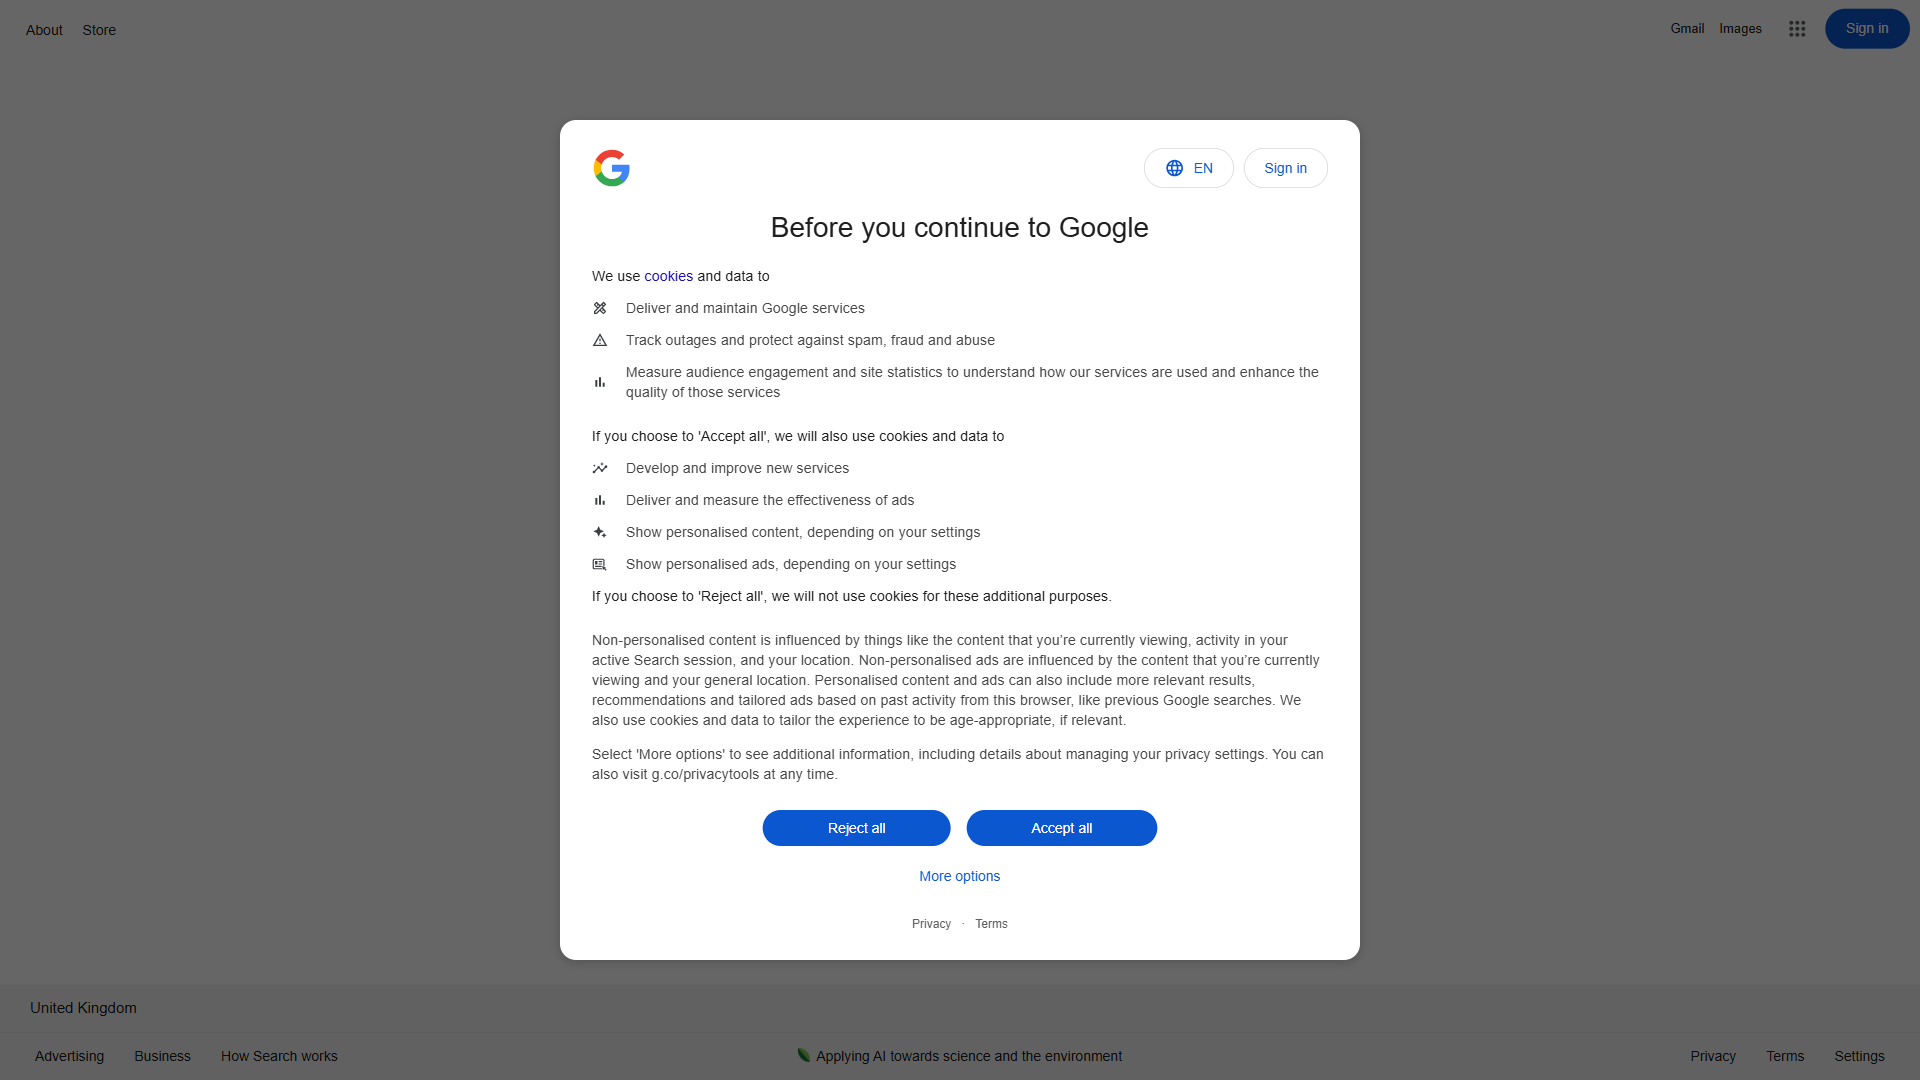 About Store
Gmail Images Sign in
EN Sign in
Before you continue to Google
We use cookies and data to
Deliver and maintain Google services
Track outages and protect against spam, fraud and abuse
Measure audience engagement and site statistics to understand how our services are used and enhance the
quality of those services
If you choose to 'Accept all', we will also use cookies and data to
Develop and improve new services
Deliver and measure the effectiveness of ads
Show personalised content, depending on your settings
Show personalised ads, depending on your settings
If you choose to 'Reject all', we will not use cookies for these additional purposes.
Non-personalised content is influenced by things like the content that you’re currently viewing, activity in your
active Search session, and your location. Non-personalised ads are influenced by the content that you’re currently
viewing and your general location. Personalised content and ads can also include more relevant results,
recommendations and tailored ads based on past activity from this browser, like previous Google searches. We
also use cookies and data to tailor the experience to be age-appropriate, if relevant.
Select 'More options' to see additional information, including details about managing your privacy settings. You can
also visit g.co/privacytools at any time.
Reject all Accept all
More options
Privacy · Terms
United Kingdom
Advertising Business How Search works Applying AI towards science and the environment Privacy Terms Settings